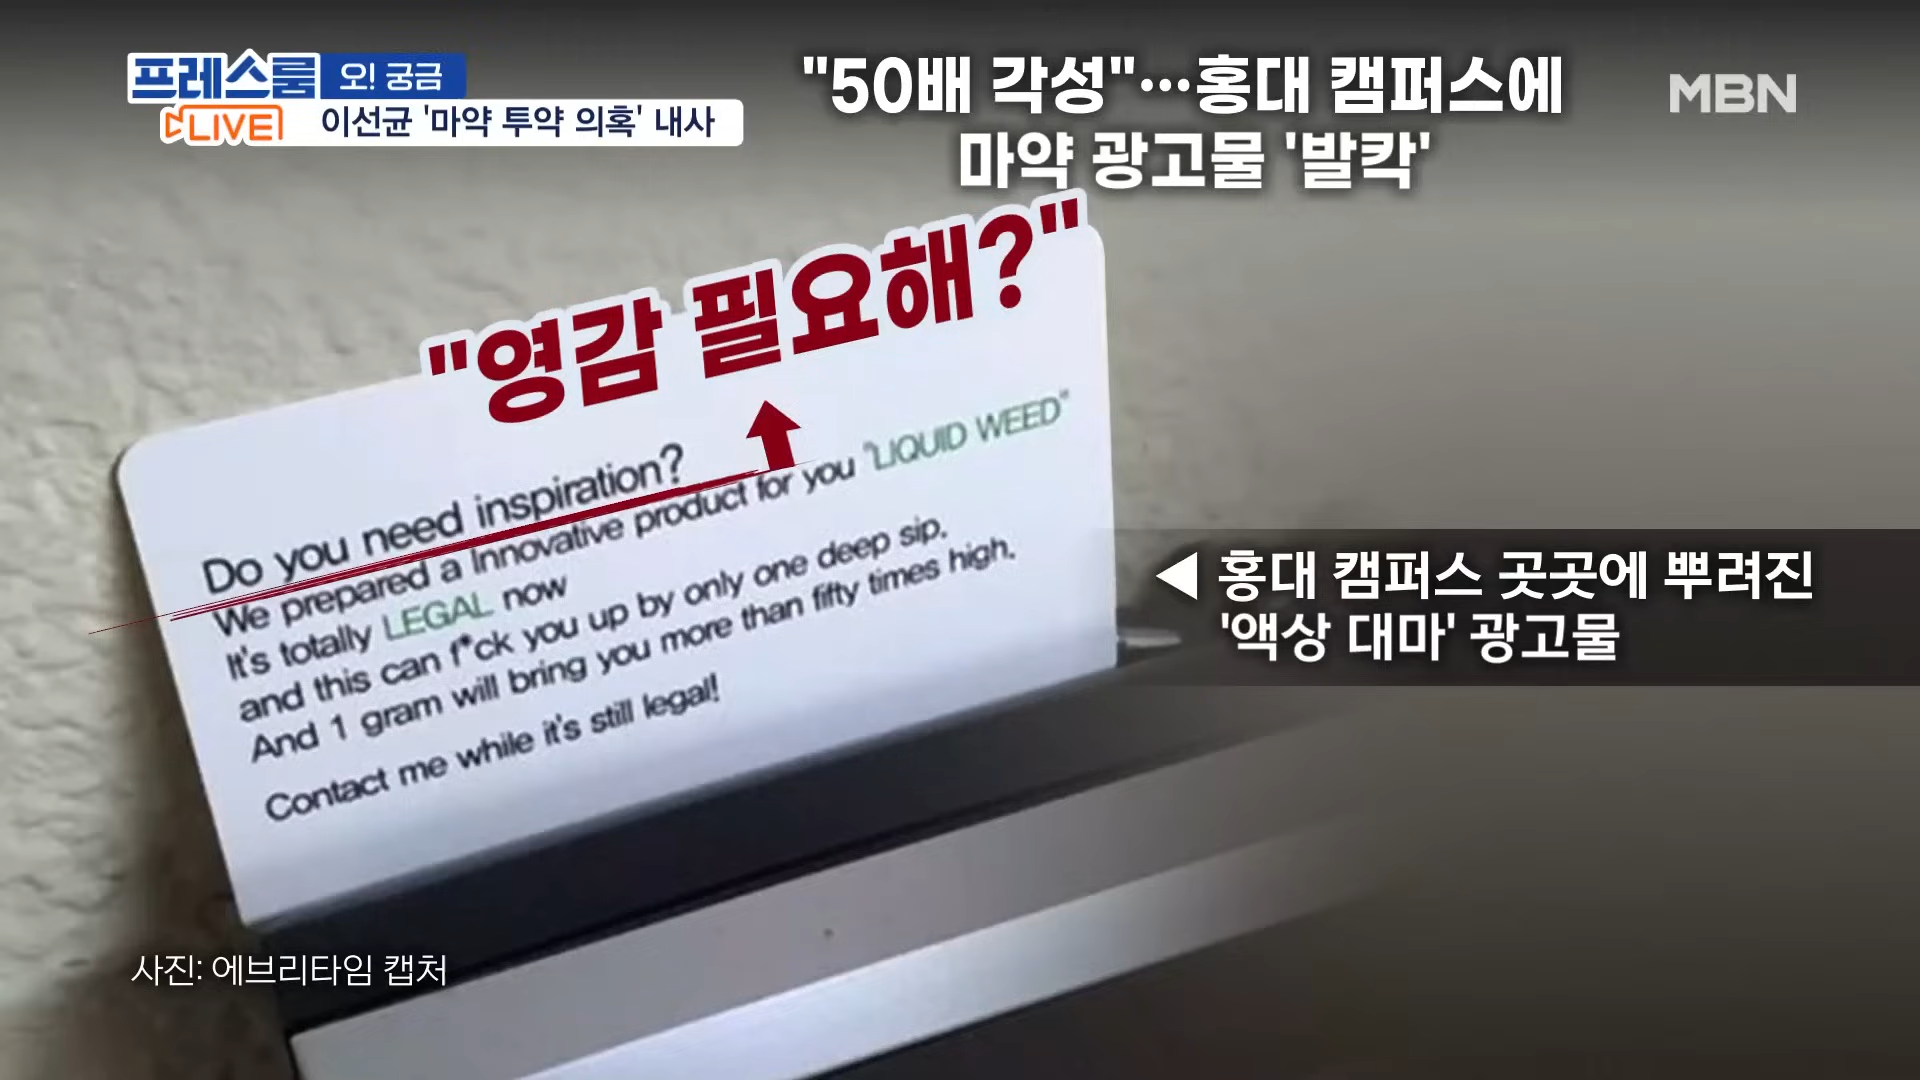 프레스룸 오! 궁금
LIVE!
이선균 '마약 투약 의혹' 내사
"50배 각성"…홍대 캠퍼스에
마약 광고물 '발칵'
MBN
"영감 필요해?"
Do you need inspiration?
We prepared a Innovative product for you "LIQUID WEED"
It's totally LEGAL now
and this can f*ck you up by only one deep sip.
And 1 gram will bring you more than fifty times high.
Contact me while it's still legal!
◀ 홍대 캠퍼스 곳곳에 뿌려진
'액상 대마' 광고물
사진: 에브리타임 캡처